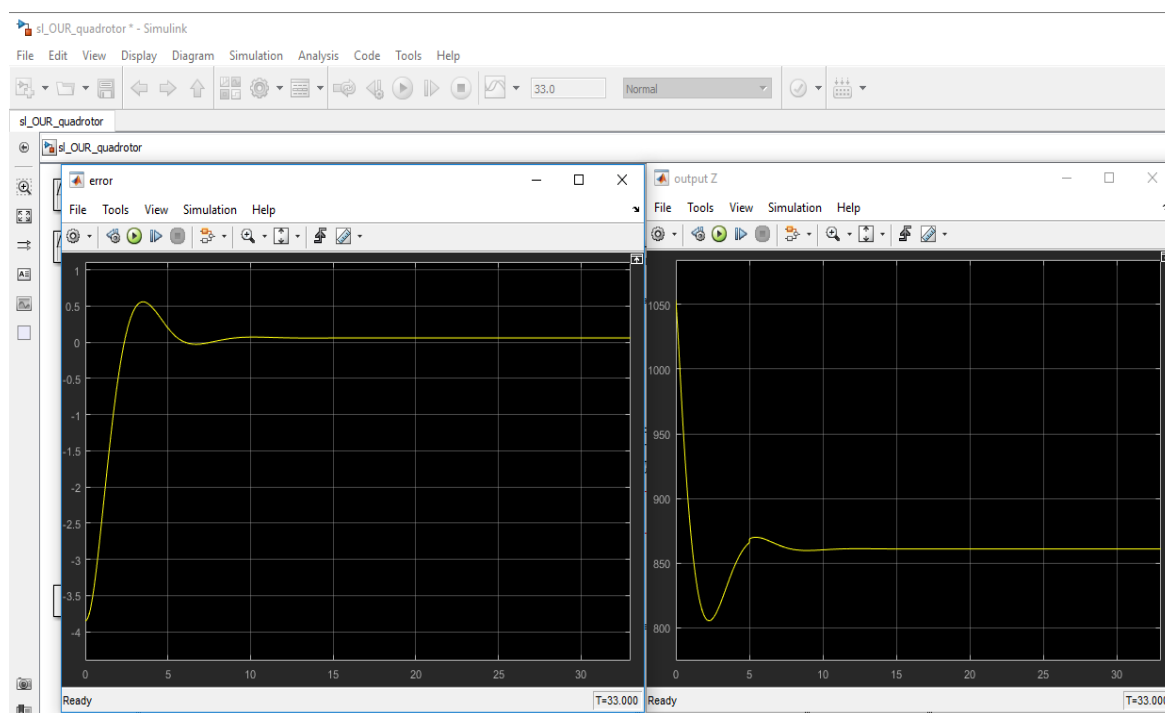 sl_OUR_quadrotor * - Simulink
File Edit View Display Diagram Simulation Analysis Code Tools Help
33.0 Normal
sl_OUR_quadrotor
sl_OUR_quadrotor
error
File Tools View Simulation Help
1
0.5
0
-0.5
-1
-1.5
-2
-2.5
-3
-3.5
-4
0 5 10 15 20 25 30
Ready T=33.000
output Z
File Tools View Simulation Help
1050
1000
950
900
850
800
0 5 10 15 20 25 30
Ready T=33.000